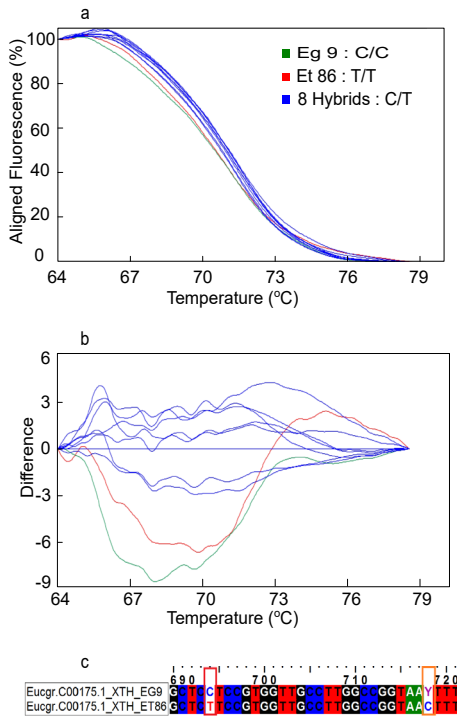 a
Aligned Fluorescence (%)
100
80
60
40
20
0
Eg 9 : C/C
Et 86 : T/T
8 Hybrids : C/T
64 67 70 73 76 79
Temperature (°C)
b
Difference
6
3
0
-3
-6
-9
64 67 70 73 76 79
Temperature (°C)
c
690 700 710 720
Eucgr.C00175.1_XTH_EG9 GCTCCTCCGTGGTTGCCTTGGCCGGTAAYTTT
Eucgr.C00175.1_XTH_ET86 GCTCTTCCGTGGTTGCCTTGGCCGGTAACTTT